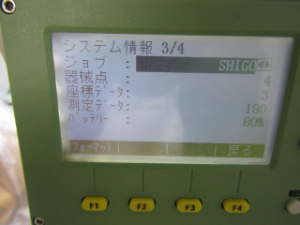 システム情報 3/4
ジョブ : SHIGO
器械点 : 4
座標データ: 3
測定データ: 180
バッテリー : 80%
フォーマット 戻る
F1 F2 F3 F4